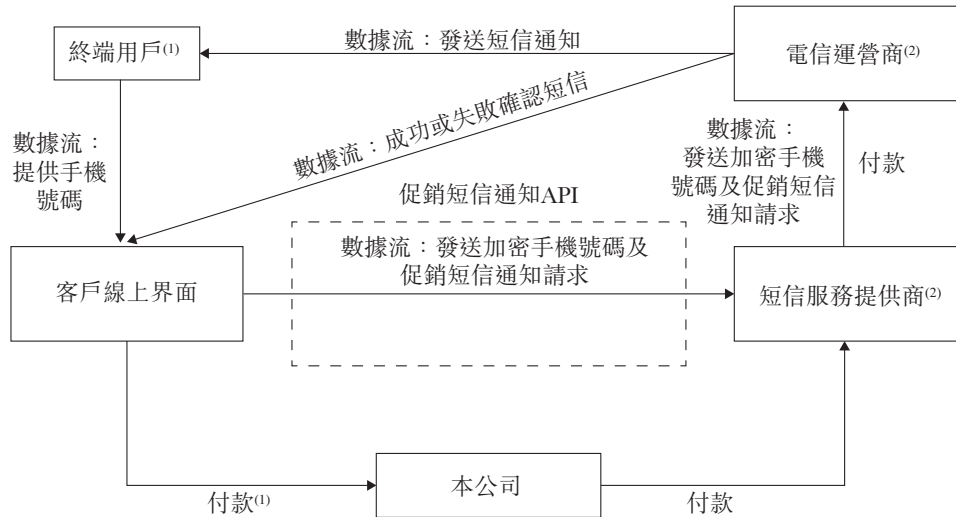 終端用戶(1)
數據流：發送短信通知
電信運營商(2)
數據流：成功或失敗確認短信
數據流：
提供手機
號碼
數據流：
發送加密手機
號碼及促銷短信
通知請求
付款
促銷短信通知API
數據流：發送加密手機號碼及
促銷短信通知請求
客戶線上界面
短信服務提供商(2)
付款(1)
本公司
付款